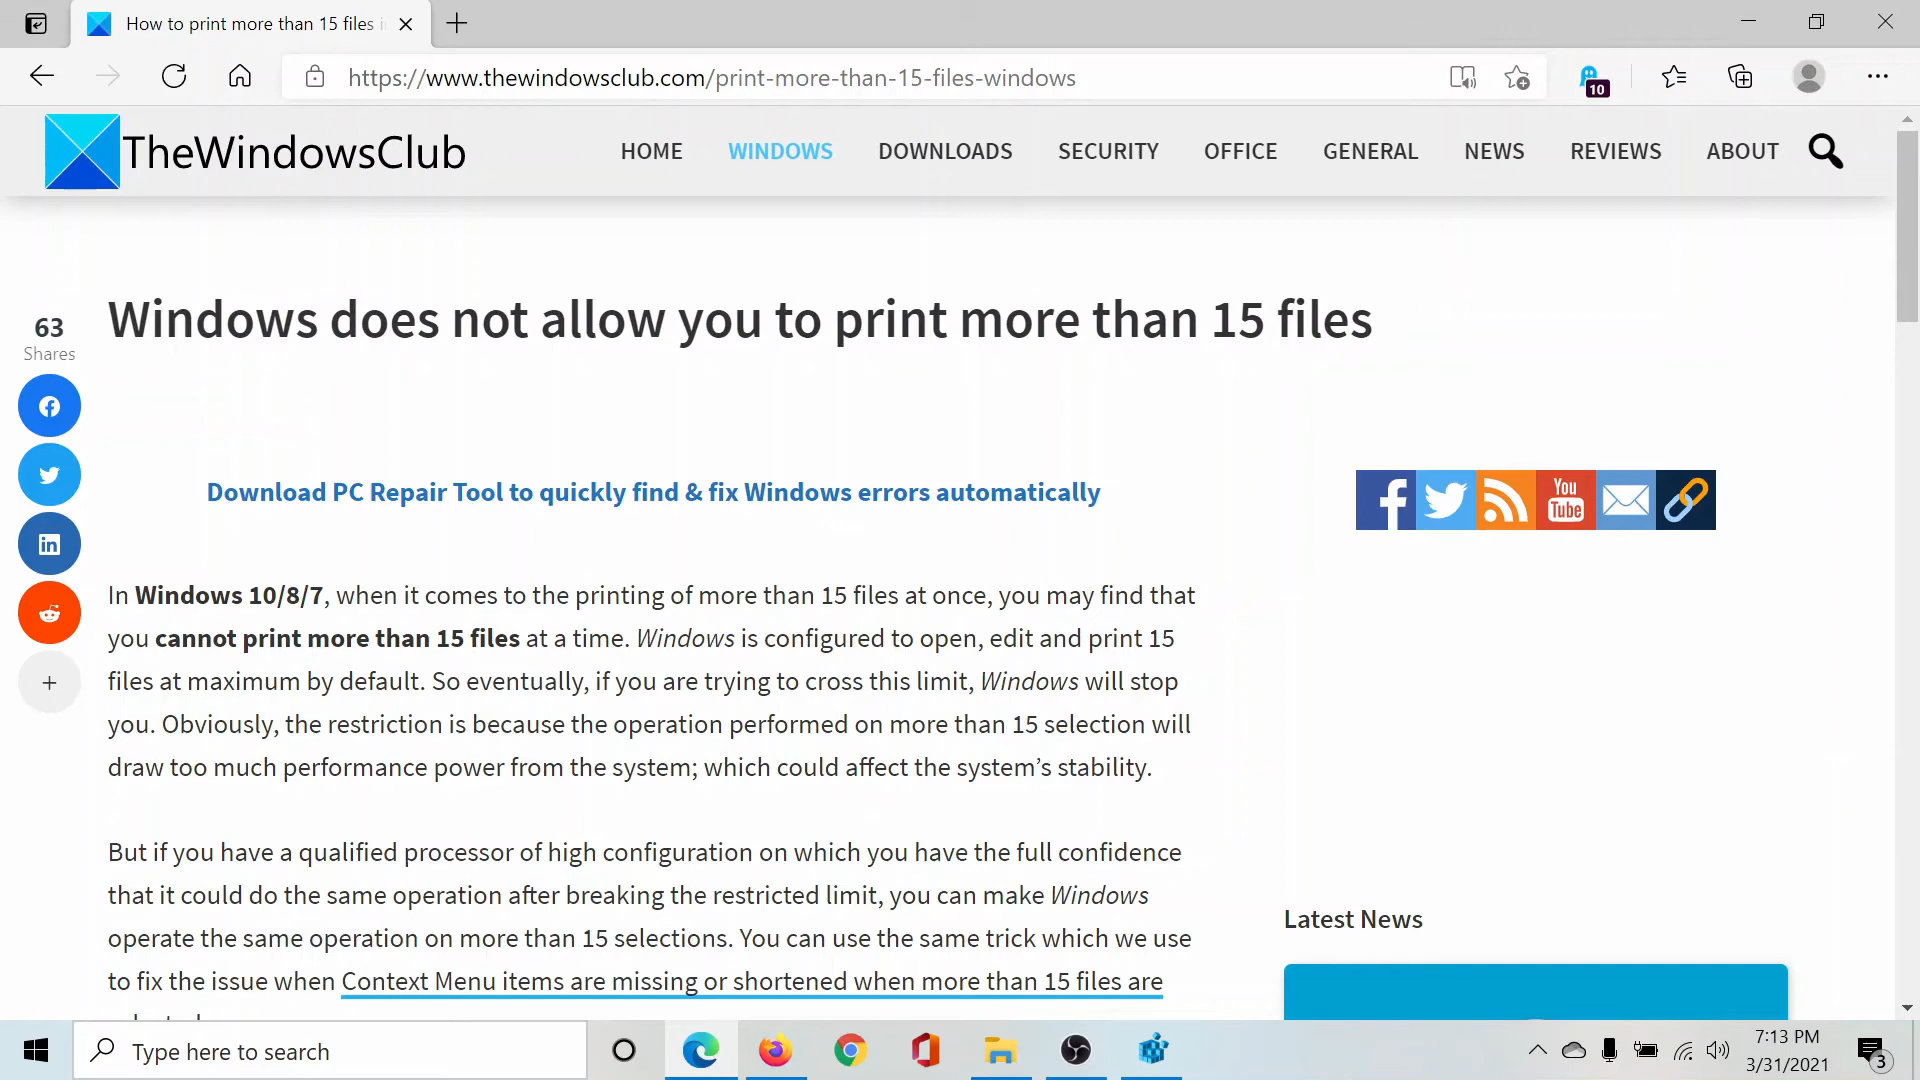 How to print more than 15 files
https://www.thewindowsclub.com/print-more-than-15-files-windows
10
TheWindowsClub
HOME WINDOWS DOWNLOADS SECURITY OFFICE GENERAL NEWS REVIEWS ABOUT
Windows does not allow you to print more than 15 files
63
Shares
Download PC Repair Tool to quickly find & fix Windows errors automatically
You
Tube
In Windows 10/8/7, when it comes to the printing of more than 15 files at once, you may find that
you cannot print more than 15 files at a time. Windows is configured to open, edit and print 15
files at maximum by default. So eventually, if you are trying to cross this limit, Windows will stop
you. Obviously, the restriction is because the operation performed on more than 15 selection will
draw too much performance power from the system; which could affect the system’s stability.
But if you have a qualified processor of high configuration on which you have the full confidence
that it could do the same operation after breaking the restricted limit, you can make Windows
operate the same operation on more than 15 selections. You can use the same trick which we use
to fix the issue when Context Menu items are missing or shortened when more than 15 files are
Latest News
Type here to search
7:13 PM
3/31/2021
3